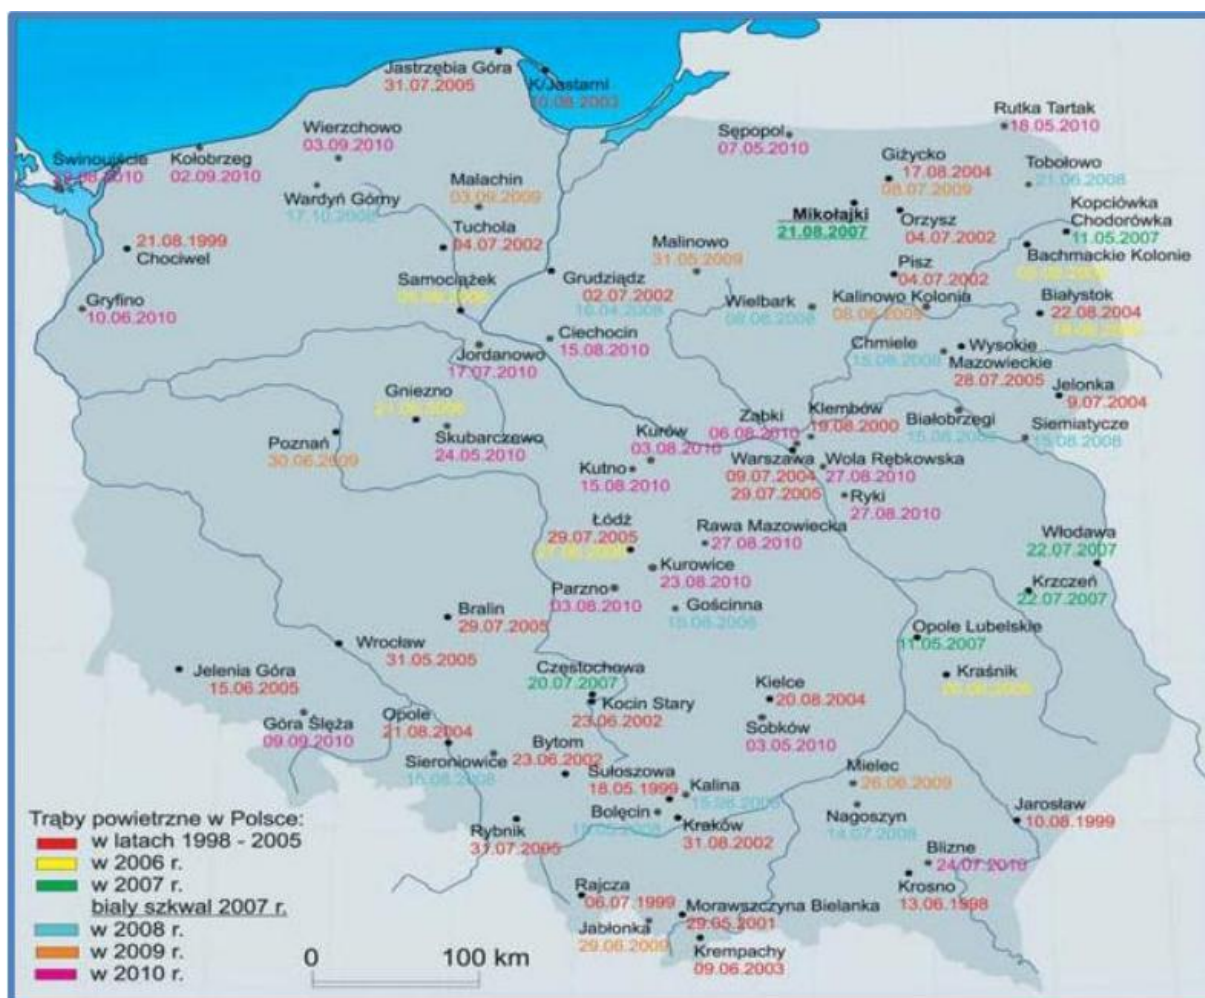 Jastrzębia Góra
31.07.2005
K/Jastarni
10.08.2003
Rutka Tartak
18.05.2010
Wierzchowo
03.09.2010
Sępopol
07.05.2010
Świnoujście
Kołobrzeg
02.09.2010
Giżycko
17.08.2004
08.07.2009
Tobołowo
21.06.2008
Wardyń Górny
17.10.2008
Malachin
03.09.2009
Kopciówka
Chodorówka
11.05.2007
Mikołajki
21.08.2007
Orzysz
04.07.2002
Tuchola
04.07.2002
21.08.1999
Chociwel
Malinowo
31.05.2009
Bachmackie Kolonie
Pisz
04.07.2002
Samociążek
Grudziądz
02.07.2002
16.04.2008
Gryfino
10.06.2010
Wielbark
08.08.2008
Kalinowo Kolonia
08.06.2009
Białystok
22.08.2004
Ciechocin
15.08.2010
Jordanowo
17.07.2010
Chmiele
15.08.2008
Wysokie
Mazowieckie
28.07.2005
Jelonka
9.07.2004
Gniezno
Skubarczewo
24.05.2010
Poznań
30.06.2009
Ząbki
06.08.2010
Klembów
19.08.2000
Białobrzegi
15.08.2008
Siemiatycze
15.08.2008
Kurów
03.08.2010
Kutno
15.08.2010
Warszawa
09.07.2004
29.07.2005
Wola Rębkowska
27.08.2010
Ryki
27.08.2010
Łódź
29.07.2005
Rawa Mazowiecka
27.08.2010
Włodawa
22.07.2007
Kurowice
23.08.2010
Parzno
03.08.2010
Krzczeń
22.07.2007
Gościnna
15.08.2008
Bralin
29.07.2005
Opole Lubelskie
11.05.2007
Wrocław
31.05.2005
Jelenia Góra
15.06.2005
Częstochowa
20.07.2007
Kraśnik
Kielce
20.08.2004
Kocin Stary
23.06.2002
Góra Ślęża
09.09.2010
Opole
21.08.2004
Sobków
03.05.2010
Bytom
23.06.2002
Sieroniowice
15.08.2008
Sułoszowa
18.05.1999
Kalina
15.08.2008
Mielec
26.06.2009
Bolęcin
Kraków
31.08.2002
Nagoszyn
14.07.2008
Jarosław
10.08.1999
Rybnik
31.07.2005
Blizne
24.07.2010
Krosno
13.06.1998
Rajcza
06.07.1999
Morawszczyna Bielanka
29.05.2001
Jabłonka
29.06.2009
Krempachy
09.06.2003
Trąby powietrzne w Polsce:
w latach 1998 - 2005
w 2006 r.
w 2007 r.
bialy szkwal 2007 r.
w 2008 r.
w 2009 r.
w 2010 r.
0 100 km